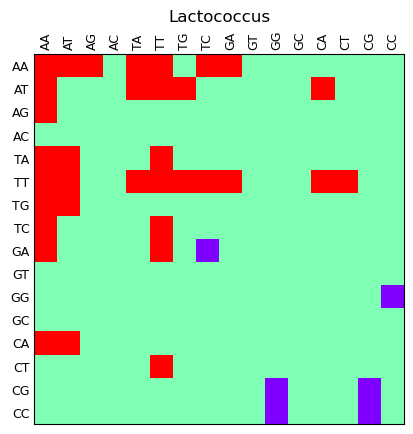 Lactococcus
AA AT AG AC TA TT TG TC GA GT GG GC CA CT CG CC
AA
AT
AG
AC
TA
TT
TG
TC
GA
GT
GG
GC
CA
CT
CG
CC